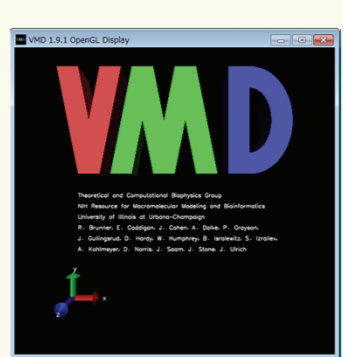 VMD 1.9.1 OpenGL Display
VMD
Theoretical and Computational Biophysics Group
NIH Resource for Macromolecular Modeling and Bioinformatics
University of Illinois at Urbana-Champaign
R. Brunner, E. Caddigan, J. Cohen, A. Dalke, P. Grayson,
J. Gullingsrud, D. Hardy, W. Humphrey, B. Isralewitz, S. Izrailev,
A. Kohlmeyer, D. Norris, J. Saam, J. Stone, J. Ulrich
y
x
z